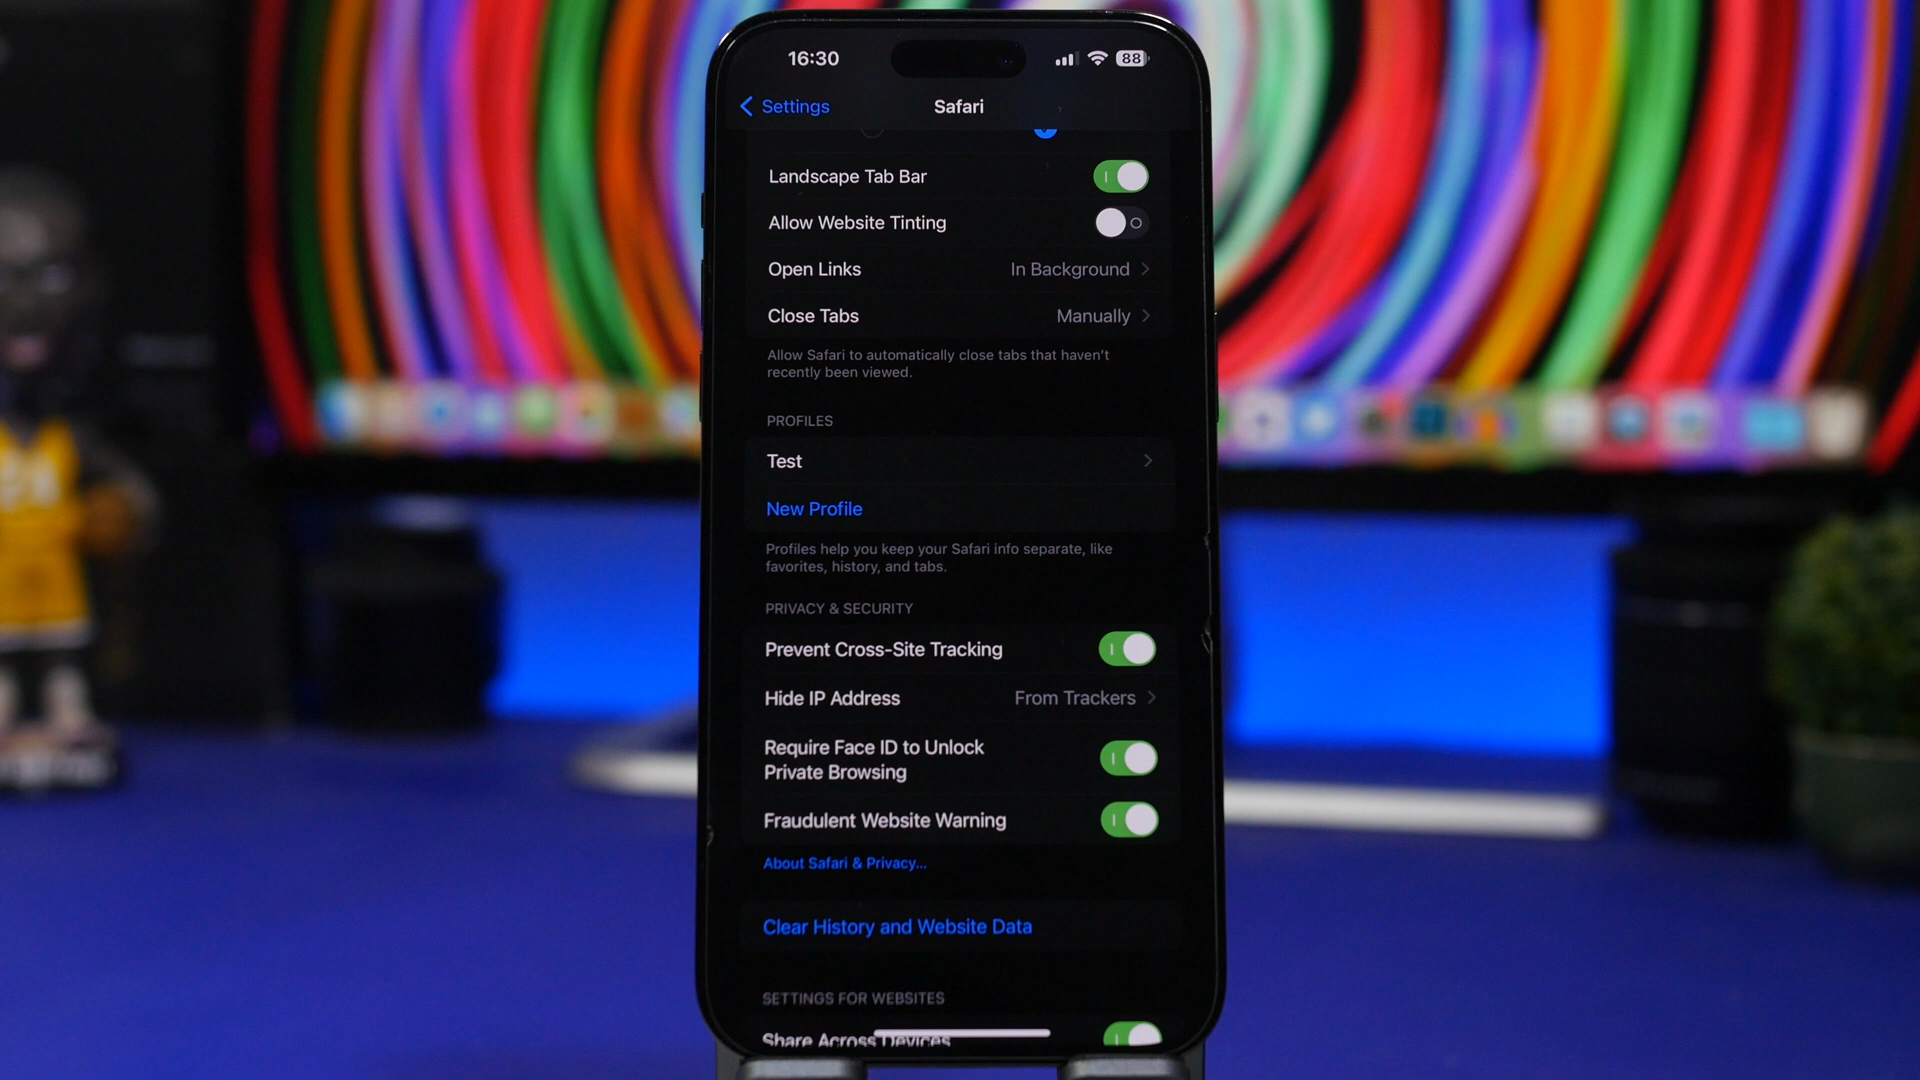 16:30
88
Settings
Safari
Landscape Tab Bar
Allow Website Tinting
Open Links In Background
Close Tabs Manually
Allow Safari to automatically close tabs that haven't
recently been viewed.
PROFILES
Test
New Profile
Profiles help you keep your Safari info separate, like
favorites, history, and tabs.
PRIVACY & SECURITY
Prevent Cross-Site Tracking
Hide IP Address From Trackers
Require Face ID to Unlock
Private Browsing
Fraudulent Website Warning
About Safari & Privacy...
Clear History and Website Data
SETTINGS FOR WEBSITES
Share Across Devices
24